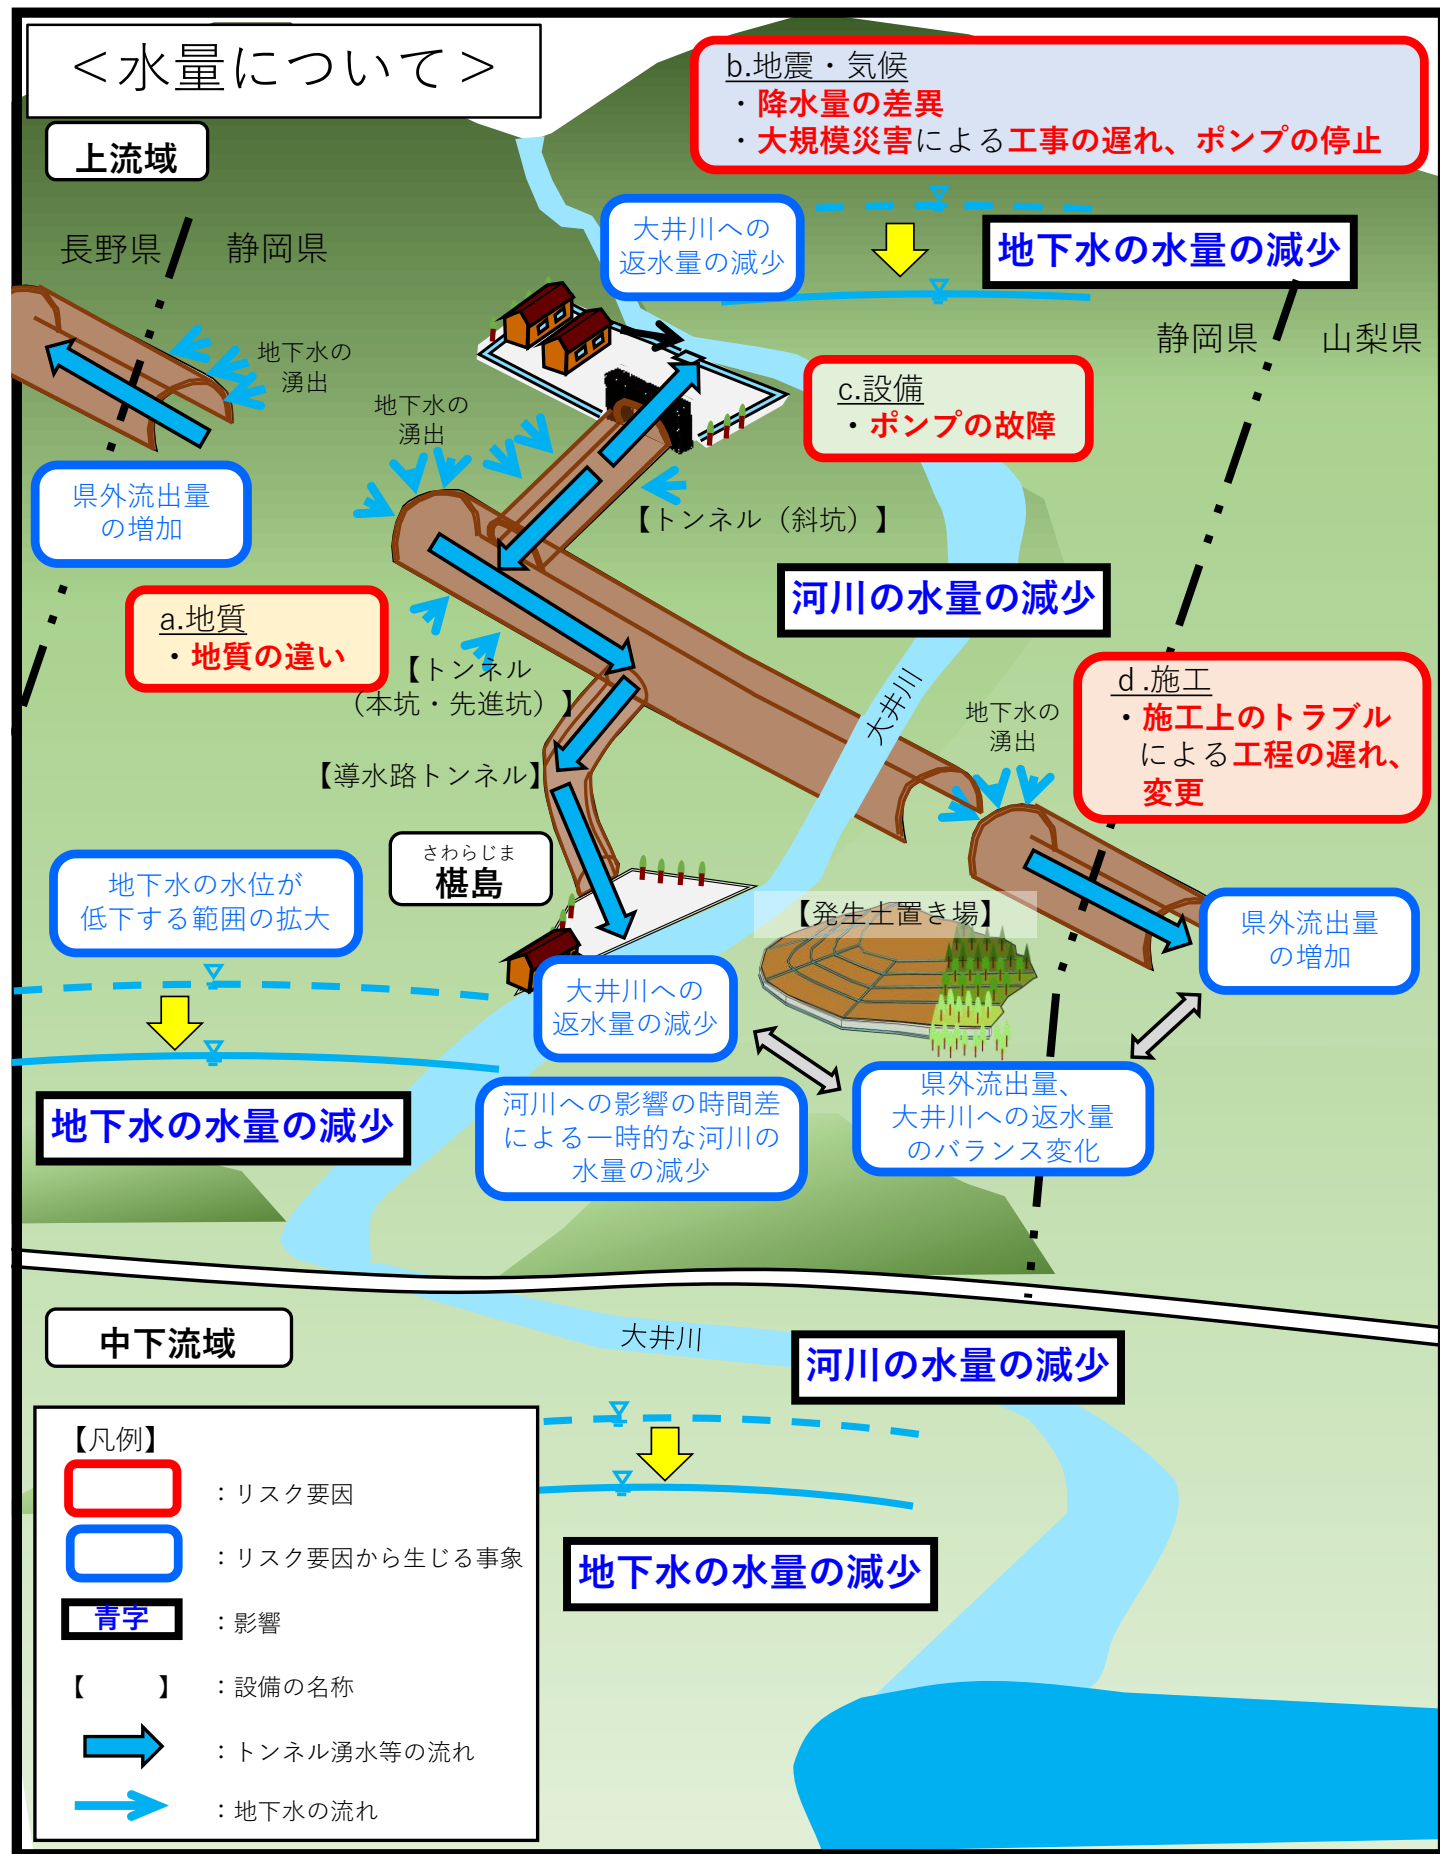 ＜水量について＞
b.地震・気候
・降水量の差異
・大規模災害による工事の遅れ、ポンプの停止
上流域
長野県
静岡県
大井川への
返水量の減少
地下水の水量の減少
静岡県
山梨県
地下水の
湧出
地下水の
湧出
c.設備
・ポンプの故障
県外流出量
の増加
【トンネル（斜坑）】
河川の水量の減少
a.地質
・地質の違い
【トンネル
（本坑・先進坑）】
大井川
d.施工
・施工上のトラブル
による工程の遅れ、
変更
地下水の
湧出
【導水路トンネル】
さわらじま
椹島
地下水の水位が
低下する範囲の拡大
【発生土置き場】
県外流出量
の増加
大井川への
返水量の減少
地下水の水量の減少
河川への影響の時間差
による一時的な河川の
水量の減少
県外流出量、
大井川への返水量
のバランス変化
中下流域
大井川
河川の水量の減少
地下水の水量の減少
【凡例】
：リスク要因
：リスク要因から生じる事象
青字
：影響
【　　】
：設備の名称
：トンネル湧水等の流れ
：地下水の流れ